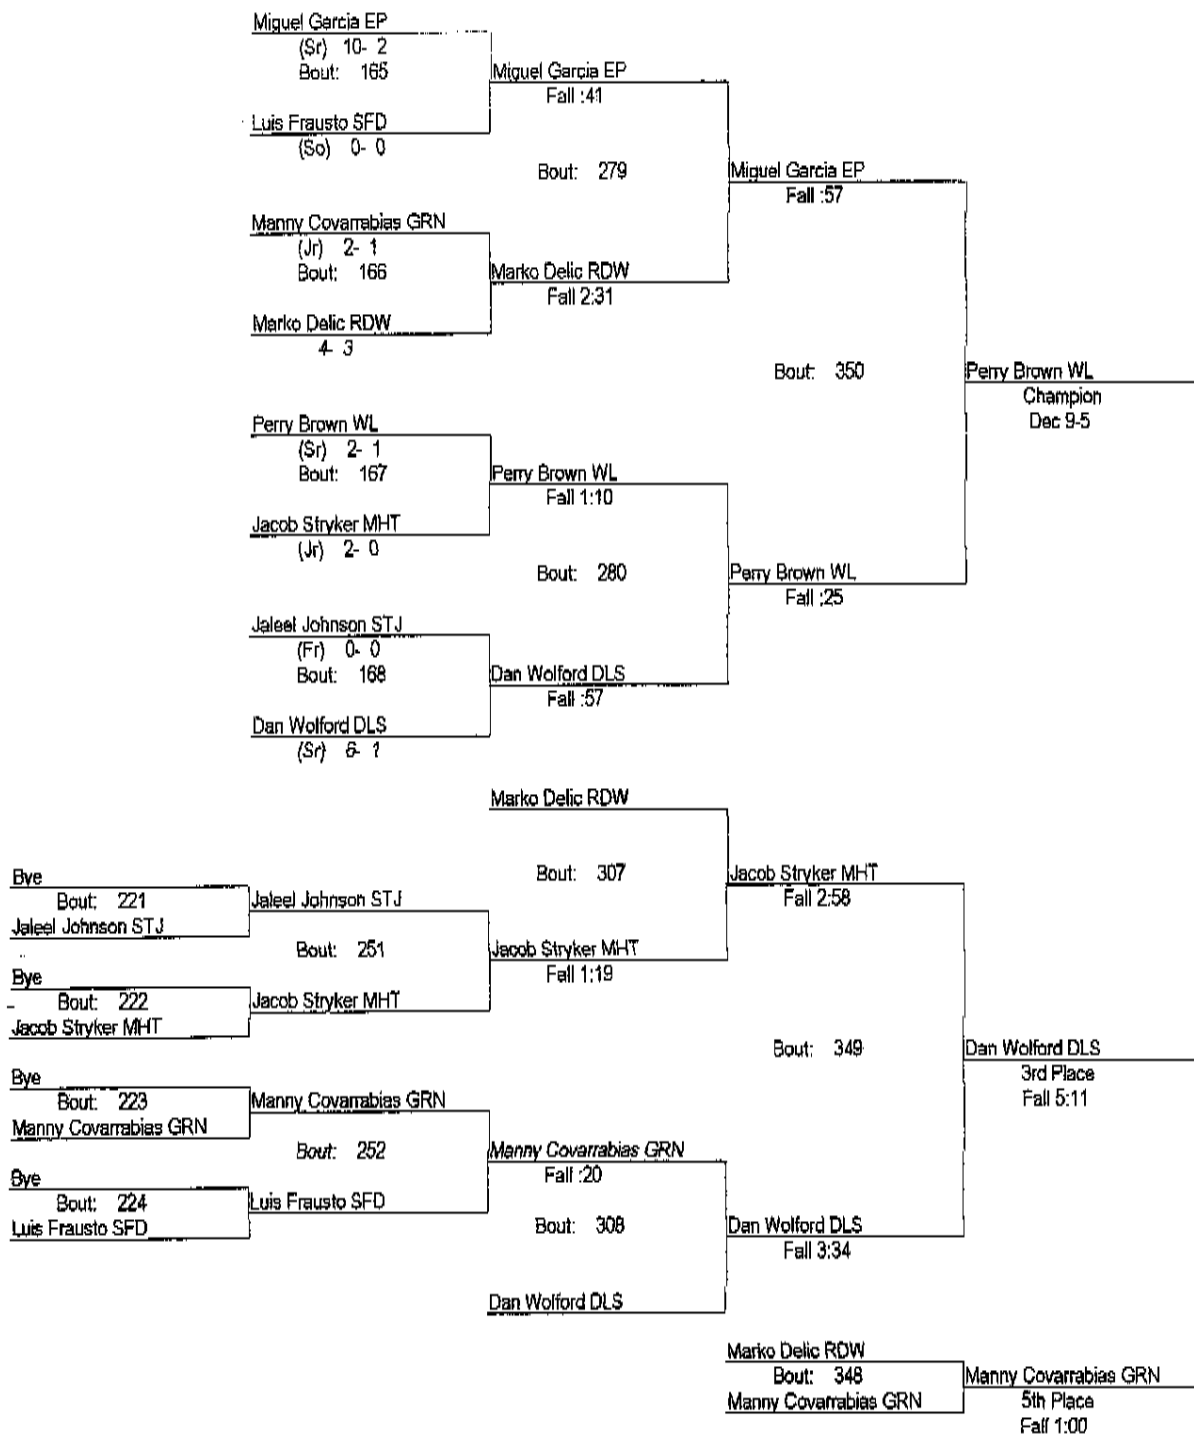 Miguel Garcia EP
(Sr) 10- 2
Bout: 165
Miguel Garcia EP
Fall :41
Luis Frausto SFD
(So) 0- 0
Bout: 279
Miguel Garcia EP
Fall :57
Manny Covarrabias GRN
(Jr) 2- 1
Bout: 166
Marko Delic RDW
Fall 2:31
Marko Delic RDW
4- 3
Bout: 350
Perry Brown WL
Champion
Dec 9-5
Perry Brown WL
(Sr) 2- 1
Bout: 167
Perry Brown WL
Fall 1:10
Jacob Stryker MHT
(Jr) 2- 0
Bout: 280
Perry Brown WL
Fall :25
Jaleel Johnson STJ
(Fr) 0- 0
Bout: 168
Dan Wolford DLS
Fall :57
Dan Wolford DLS
(Sr) 6- 1
Marko Delic RDW
Bout: 307
Jacob Stryker MHT
Fall 2:58
Bye
Bout: 221
Jaleel Johnson STJ
Jaleel Johnson STJ
Bout: 251
Jacob Stryker MHT
Fall 1:19
Bye
Bout: 222
Jacob Stryker MHT
Jacob Stryker MHT
Bout: 349
Dan Wolford DLS
3rd Place
Fall 5:11
Bye
Bout: 223
Manny Covarrabias GRN
Manny Covarrabias GRN
Bout: 252
Manny Covarrabias GRN
Fall :20
Bye
Bout: 224
Luis Frausto SFD
Luis Frausto SFD
Bout: 308
Dan Wolford DLS
Fall 3:34
Dan Wolford DLS
Marko Delic RDW
Bout: 348
Manny Covarrabias GRN
Manny Covarrabias GRN
5th Place
Fall 1:00